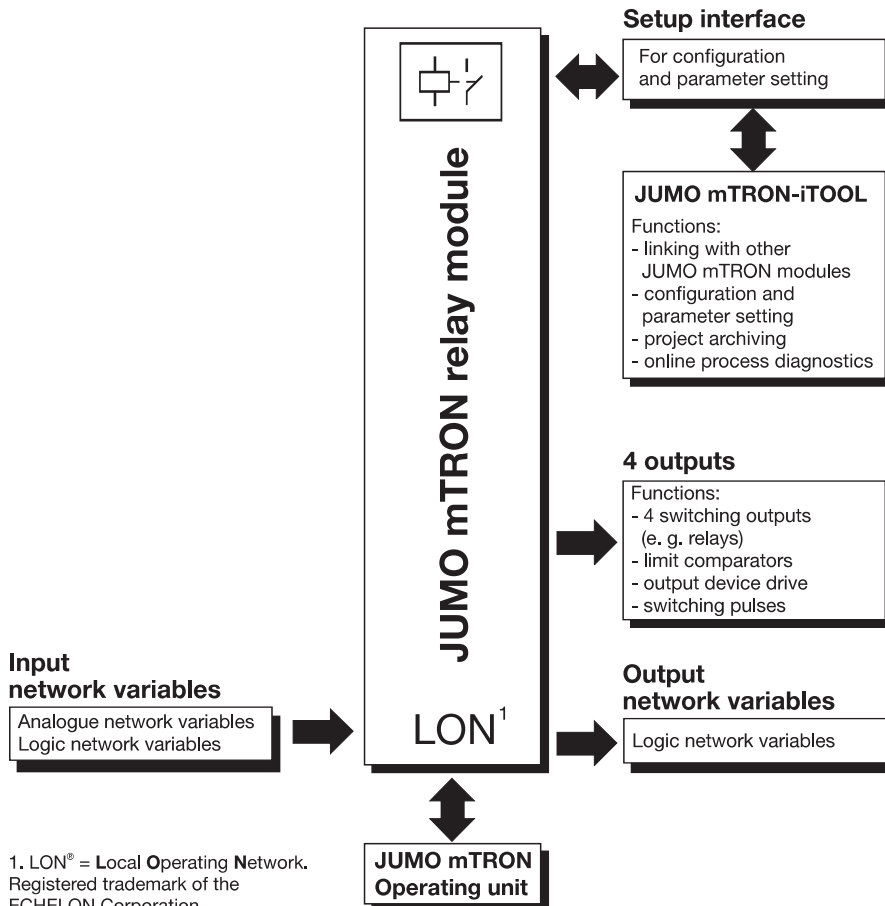 Setup interface
For configuration
and parameter setting
JUMO mTRON-iTOOL
Functions:
- linking with other
JUMO mTRON modules
- configuration and
parameter setting
- project archiving
- online process diagnostics
JUMO mTRON relay module
4 outputs
Functions:
- 4 switching outputs
(e. g. relays)
- limit comparators
- output device drive
- switching pulses
Input
network variables
Analogue network variables
Logic network variables
LON¹
Output
network variables
Logic network variables
JUMO mTRON
Operating unit
1. LON® = Local Operating Network.
Registered trademark of the
ECHELON Corporation